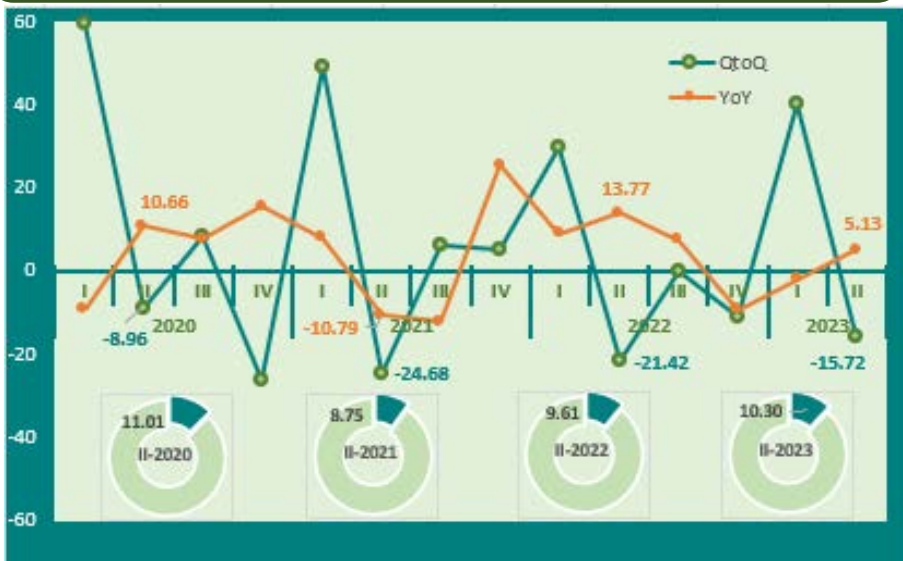 60
QtoQ
YoY
40
20
10.66
13.77
5.13
0
I II III IV I II III IV I II III IV I II
2020 2021 2022 2023
-8.96
-10.79
-24.68
-21.42
-15.72
-20
-40
11.01
II-2020
8.75
II-2021
9.61
II-2022
10.30
II-2023
-60